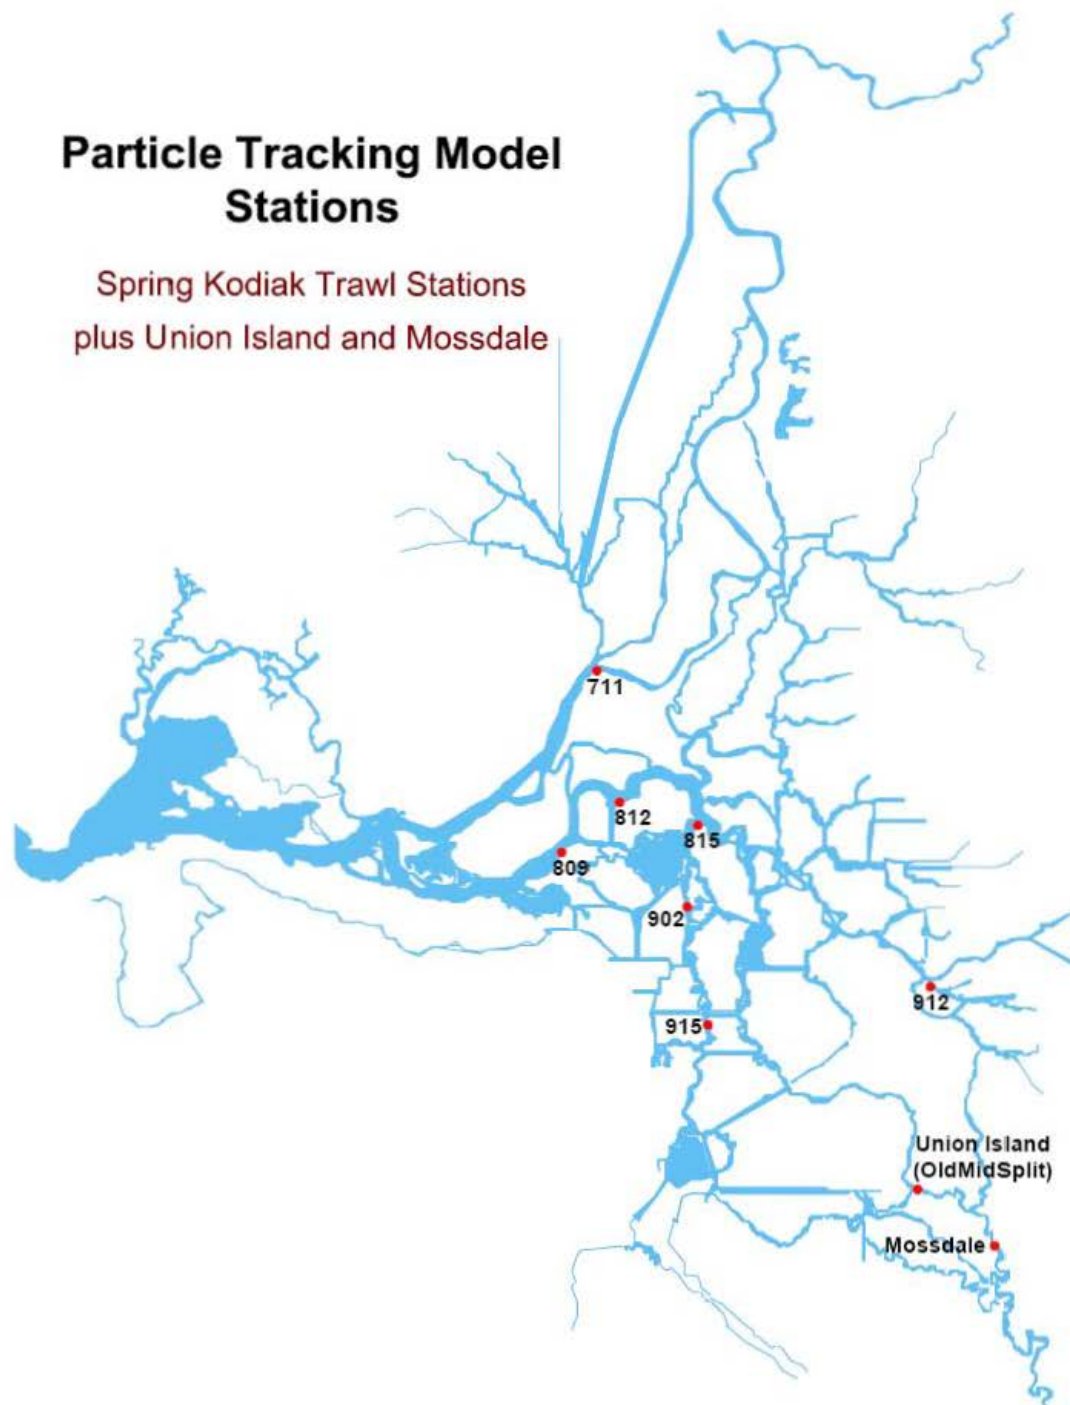 Particle Tracking Model
Stations
Spring Kodiak Trawl Stations
plus Union Island and Mossdale
711
812
815
809
902
912
915
Union Island
(OldMidSplit)
Mossdale